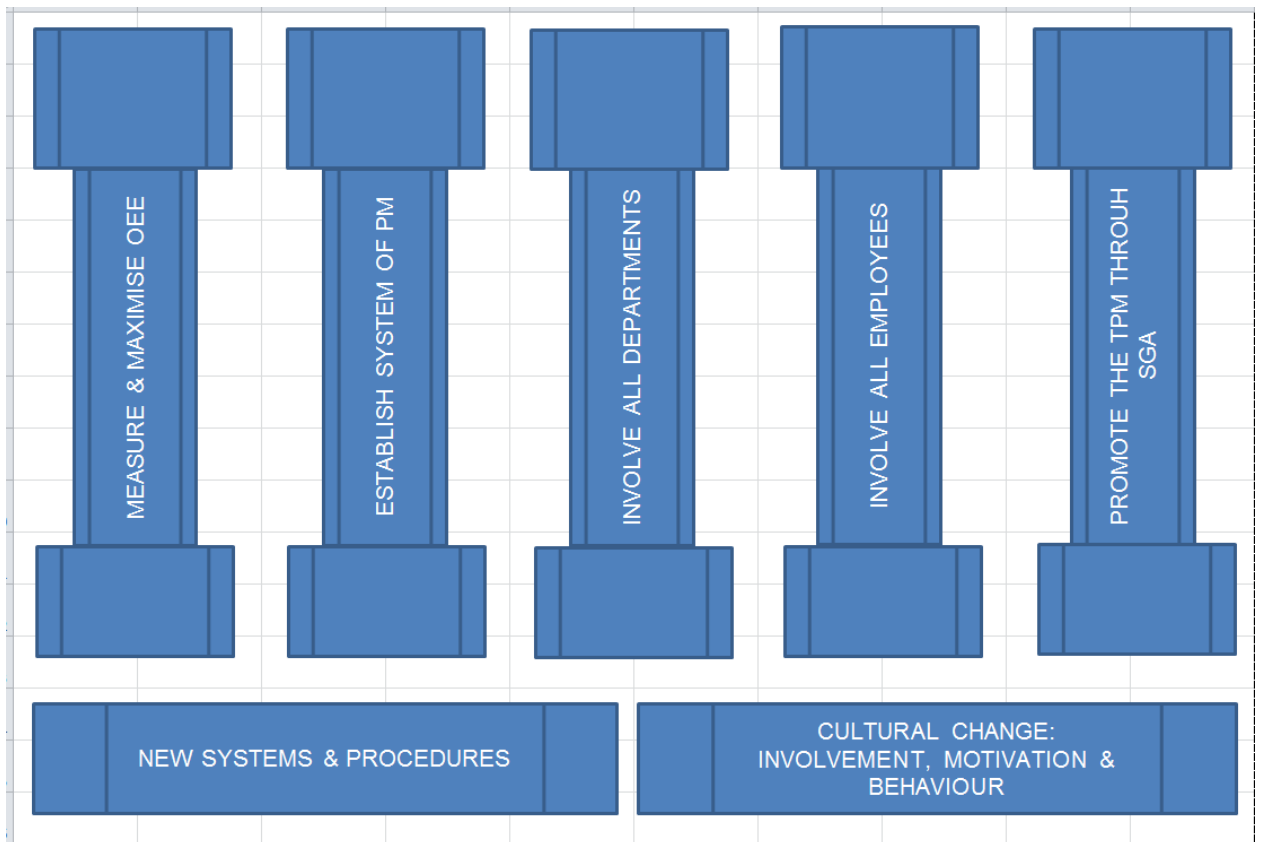 MEASURE & MAXIMISE OEE
ESTABLISH SYSTEM OF PM
INVOLVE ALL DEPARTMENTS
INVOLVE ALL EMPLOYEES
PROMOTE THE TPM THROUH
SGA
NEW SYSTEMS & PROCEDURES
CULTURAL CHANGE:
INVOLVEMENT, MOTIVATION &
BEHAVIOUR